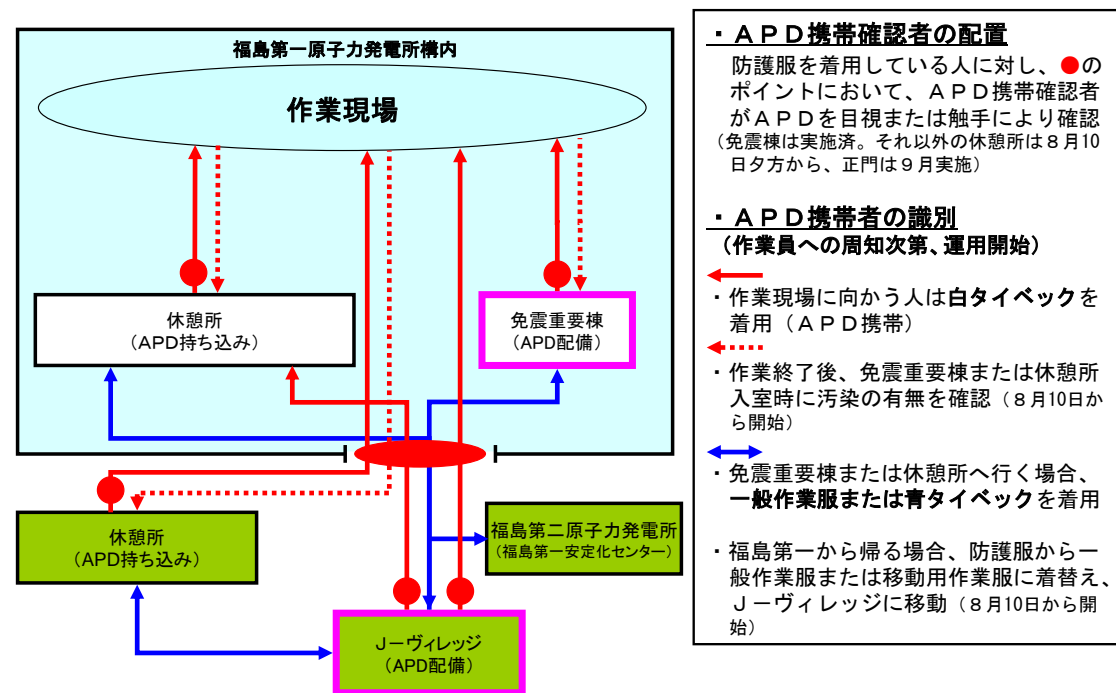 福島第一原子力発電所構内
作業現場
休憩所
(APD持ち込み)
免震重要棟
(APD配備)
休憩所
(APD持ち込み)
福島第二原子力発電所
(福島第一安定化センター)
J-ヴィレッジ
(APD配備)
・ＡＰＤ携帯確認者の配置
防護服を着用している人に対し、●の
ポイントにおいて、ＡＰＤ携帯確認者
がＡＰＤを目視または触手により確認
(免震棟は実施済。それ以外の休憩所は８月10
日夕方から、正門は９月実施)
・ＡＰＤ携帯者の識別
(作業員への周知次第、運用開始)
・作業現場に向かう人は白タイベックを
着用（ＡＰＤ携帯）
・作業終了後、免震重要棟または休憩所
入室時に汚染の有無を確認（８月10日か
ら開始）
・免震重要棟または休憩所へ行く場合、
一般作業服または青タイベックを着用
・福島第一から帰る場合、防護服から一
般作業服または移動用作業服に着替え、
Ｊーヴィレッジに移動（８月10日から開
始）